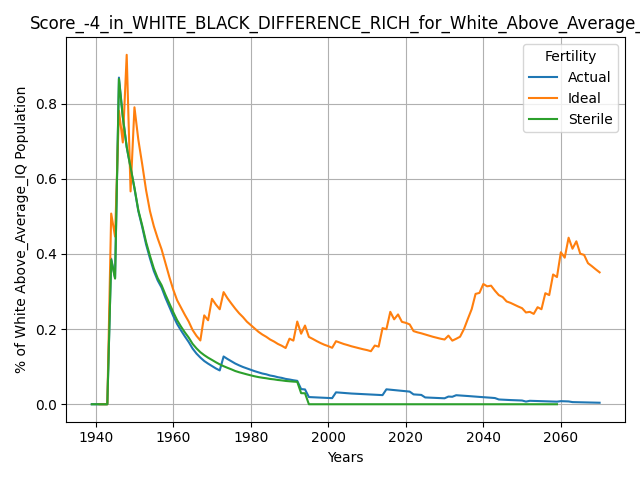 Score_-4_in_WHITE_BLACK_DIFFERENCE_RICH_for_White_Above_Average_
% of White Above_Average_IQ Population
0.8
0.6
0.4
0.2
0.0
Fertility
Actual
Ideal
Sterile
1940 1960 1980 2000 2020 2040 2060
Years